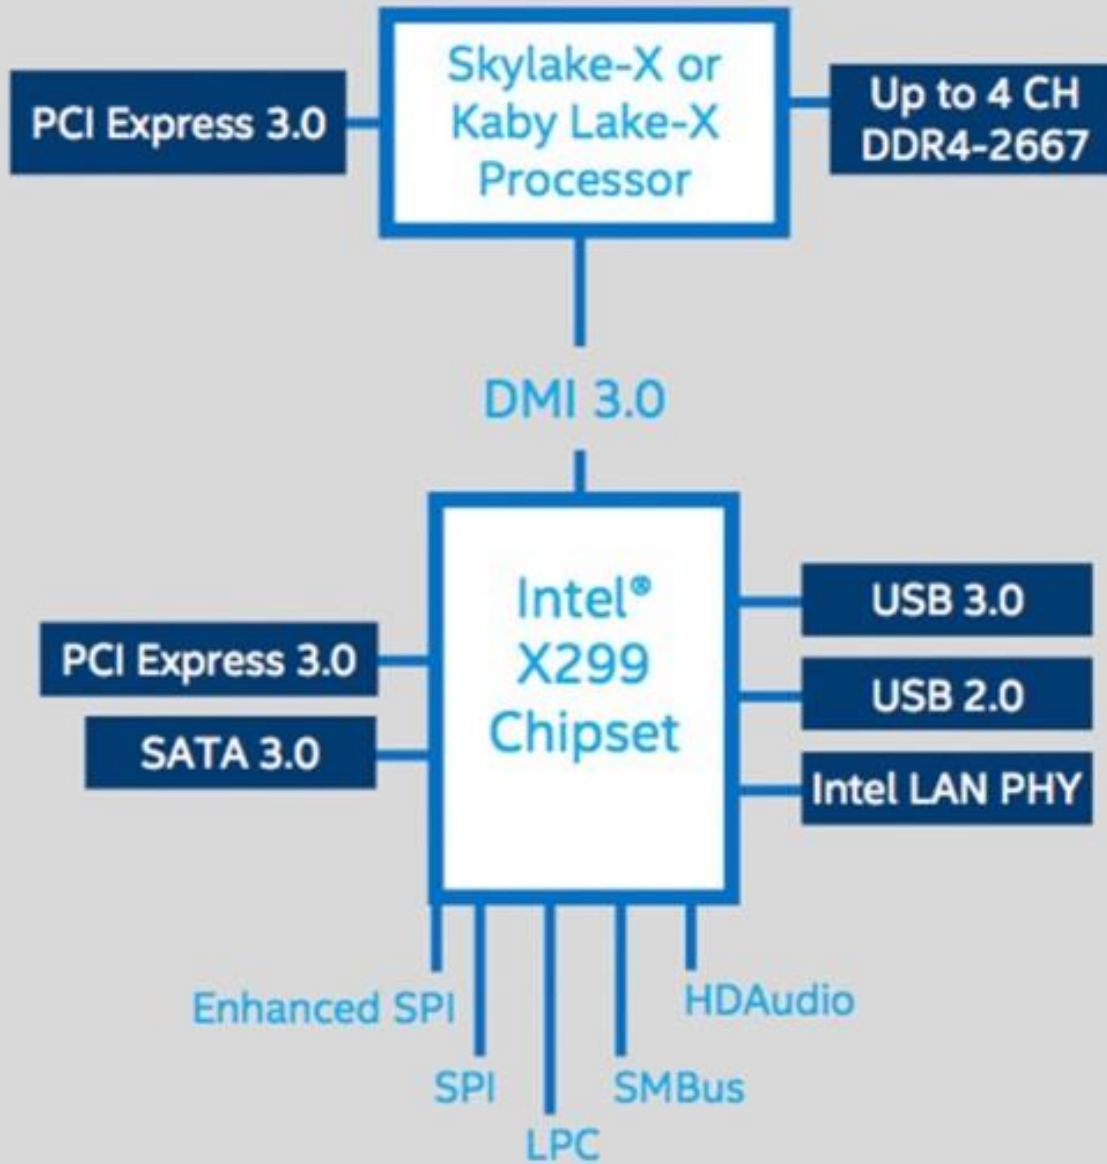 Skylake-X or
Kaby Lake-X
Processor
PCI Express 3.0
Up to 4 CH
DDR4-2667
DMI 3.0
Intel®
X299
Chipset
PCI Express 3.0
SATA 3.0
USB 3.0
USB 2.0
Intel LAN PHY
Enhanced SPI
SPI
LPC
SMBus
HDAudio